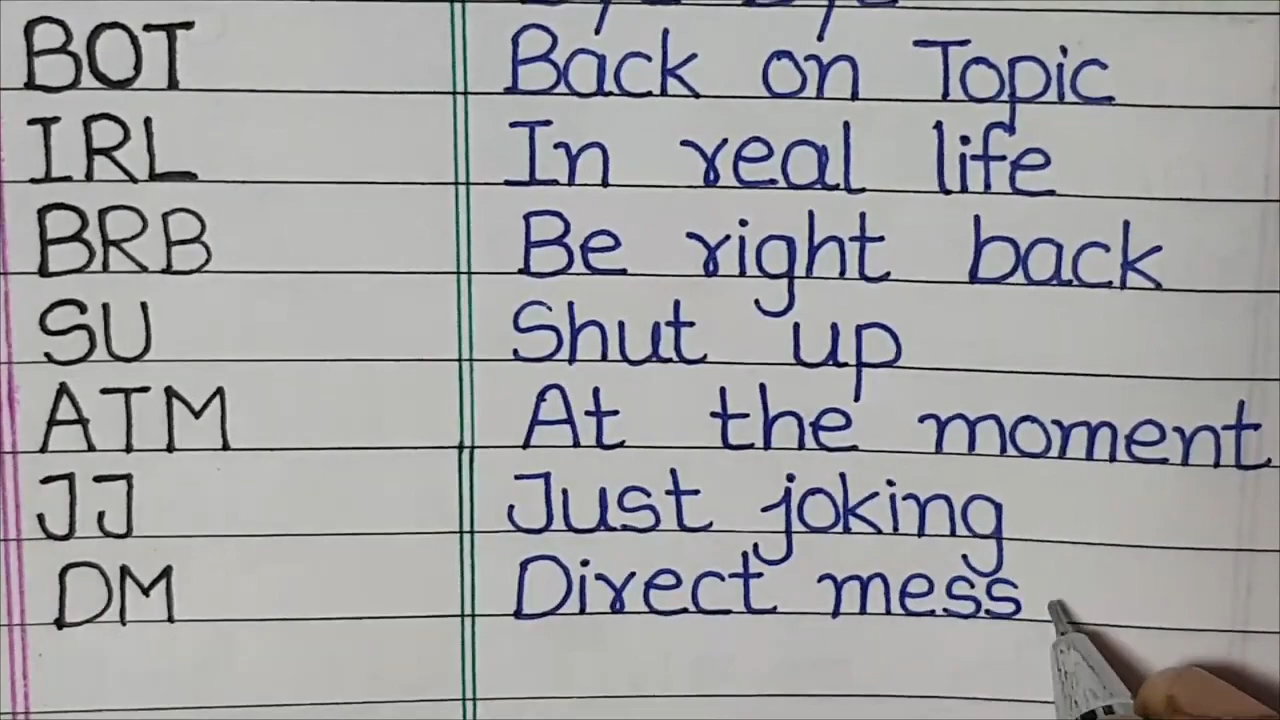 BOT Back on Topic
IRL In real life
BRB Be right back
SU Shut up
ATM At the moment
JJ Just joking
DM Direct mess